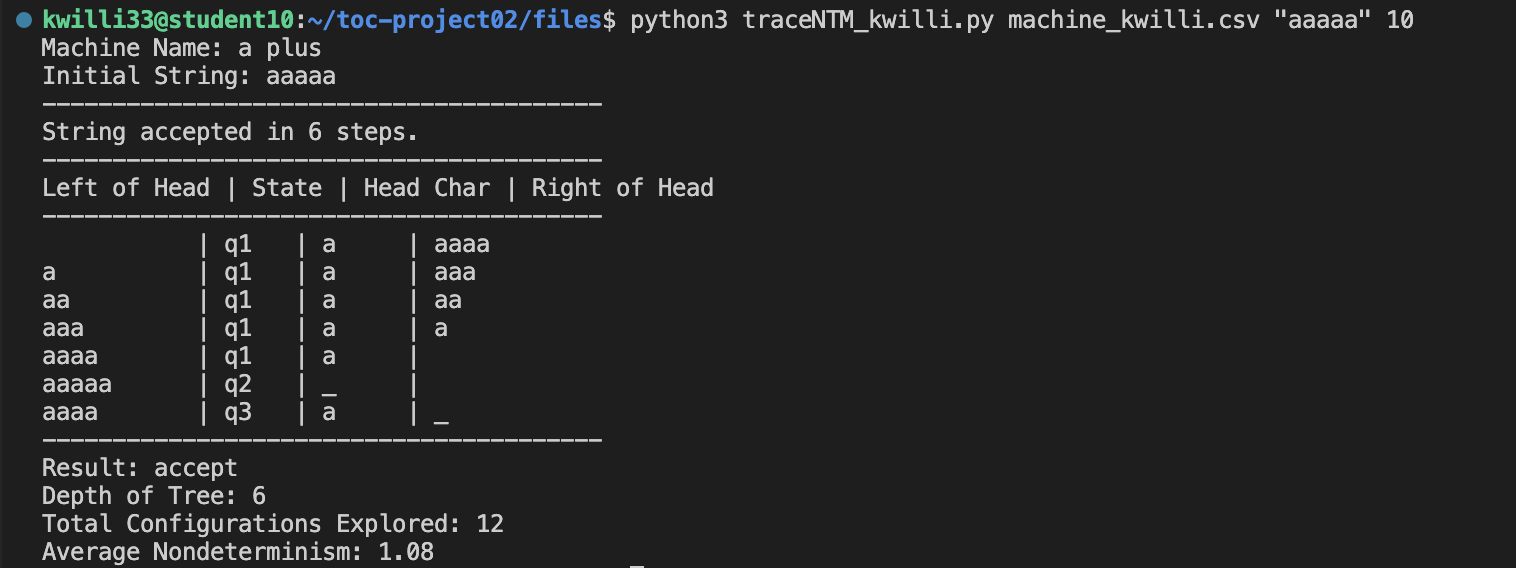 kwilli33@student10:~/toc-project02/files$ python3 traceNTM_kwilli.py machine_kwilli.csv "aaaaa" 10
Machine Name: a plus
Initial String: aaaaa
----------------------------------------
String accepted in 6 steps.
----------------------------------------
Left of Head | State | Head Char | Right of Head
----------------------------------------
           | q1   | a     | aaaa
a          | q1   | a     | aaa
aa         | q1   | a     | aa
aaa        | q1   | a     | a
aaaa       | q1   | a     |
aaaaa      | q2   | _     |
aaaa       | q3   | a     | _
----------------------------------------
Result: accept
Depth of Tree: 6
Total Configurations Explored: 12
Average Nondeterminism: 1.08